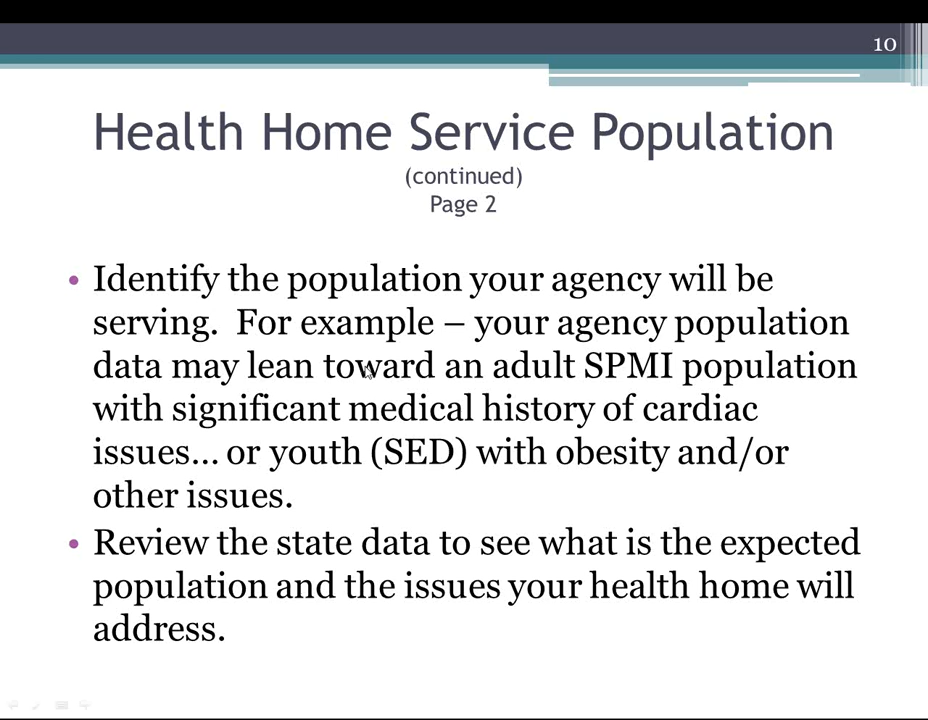 10
Health Home Service Population
(continued)
Page 2
• Identify the population your agency will be
serving.  For example – your agency population
data may lean toward an adult SPMI population
with significant medical history of cardiac
issues… or youth (SED) with obesity and/or
other issues.
• Review the state data to see what is the expected
population and the issues your health home will
address.